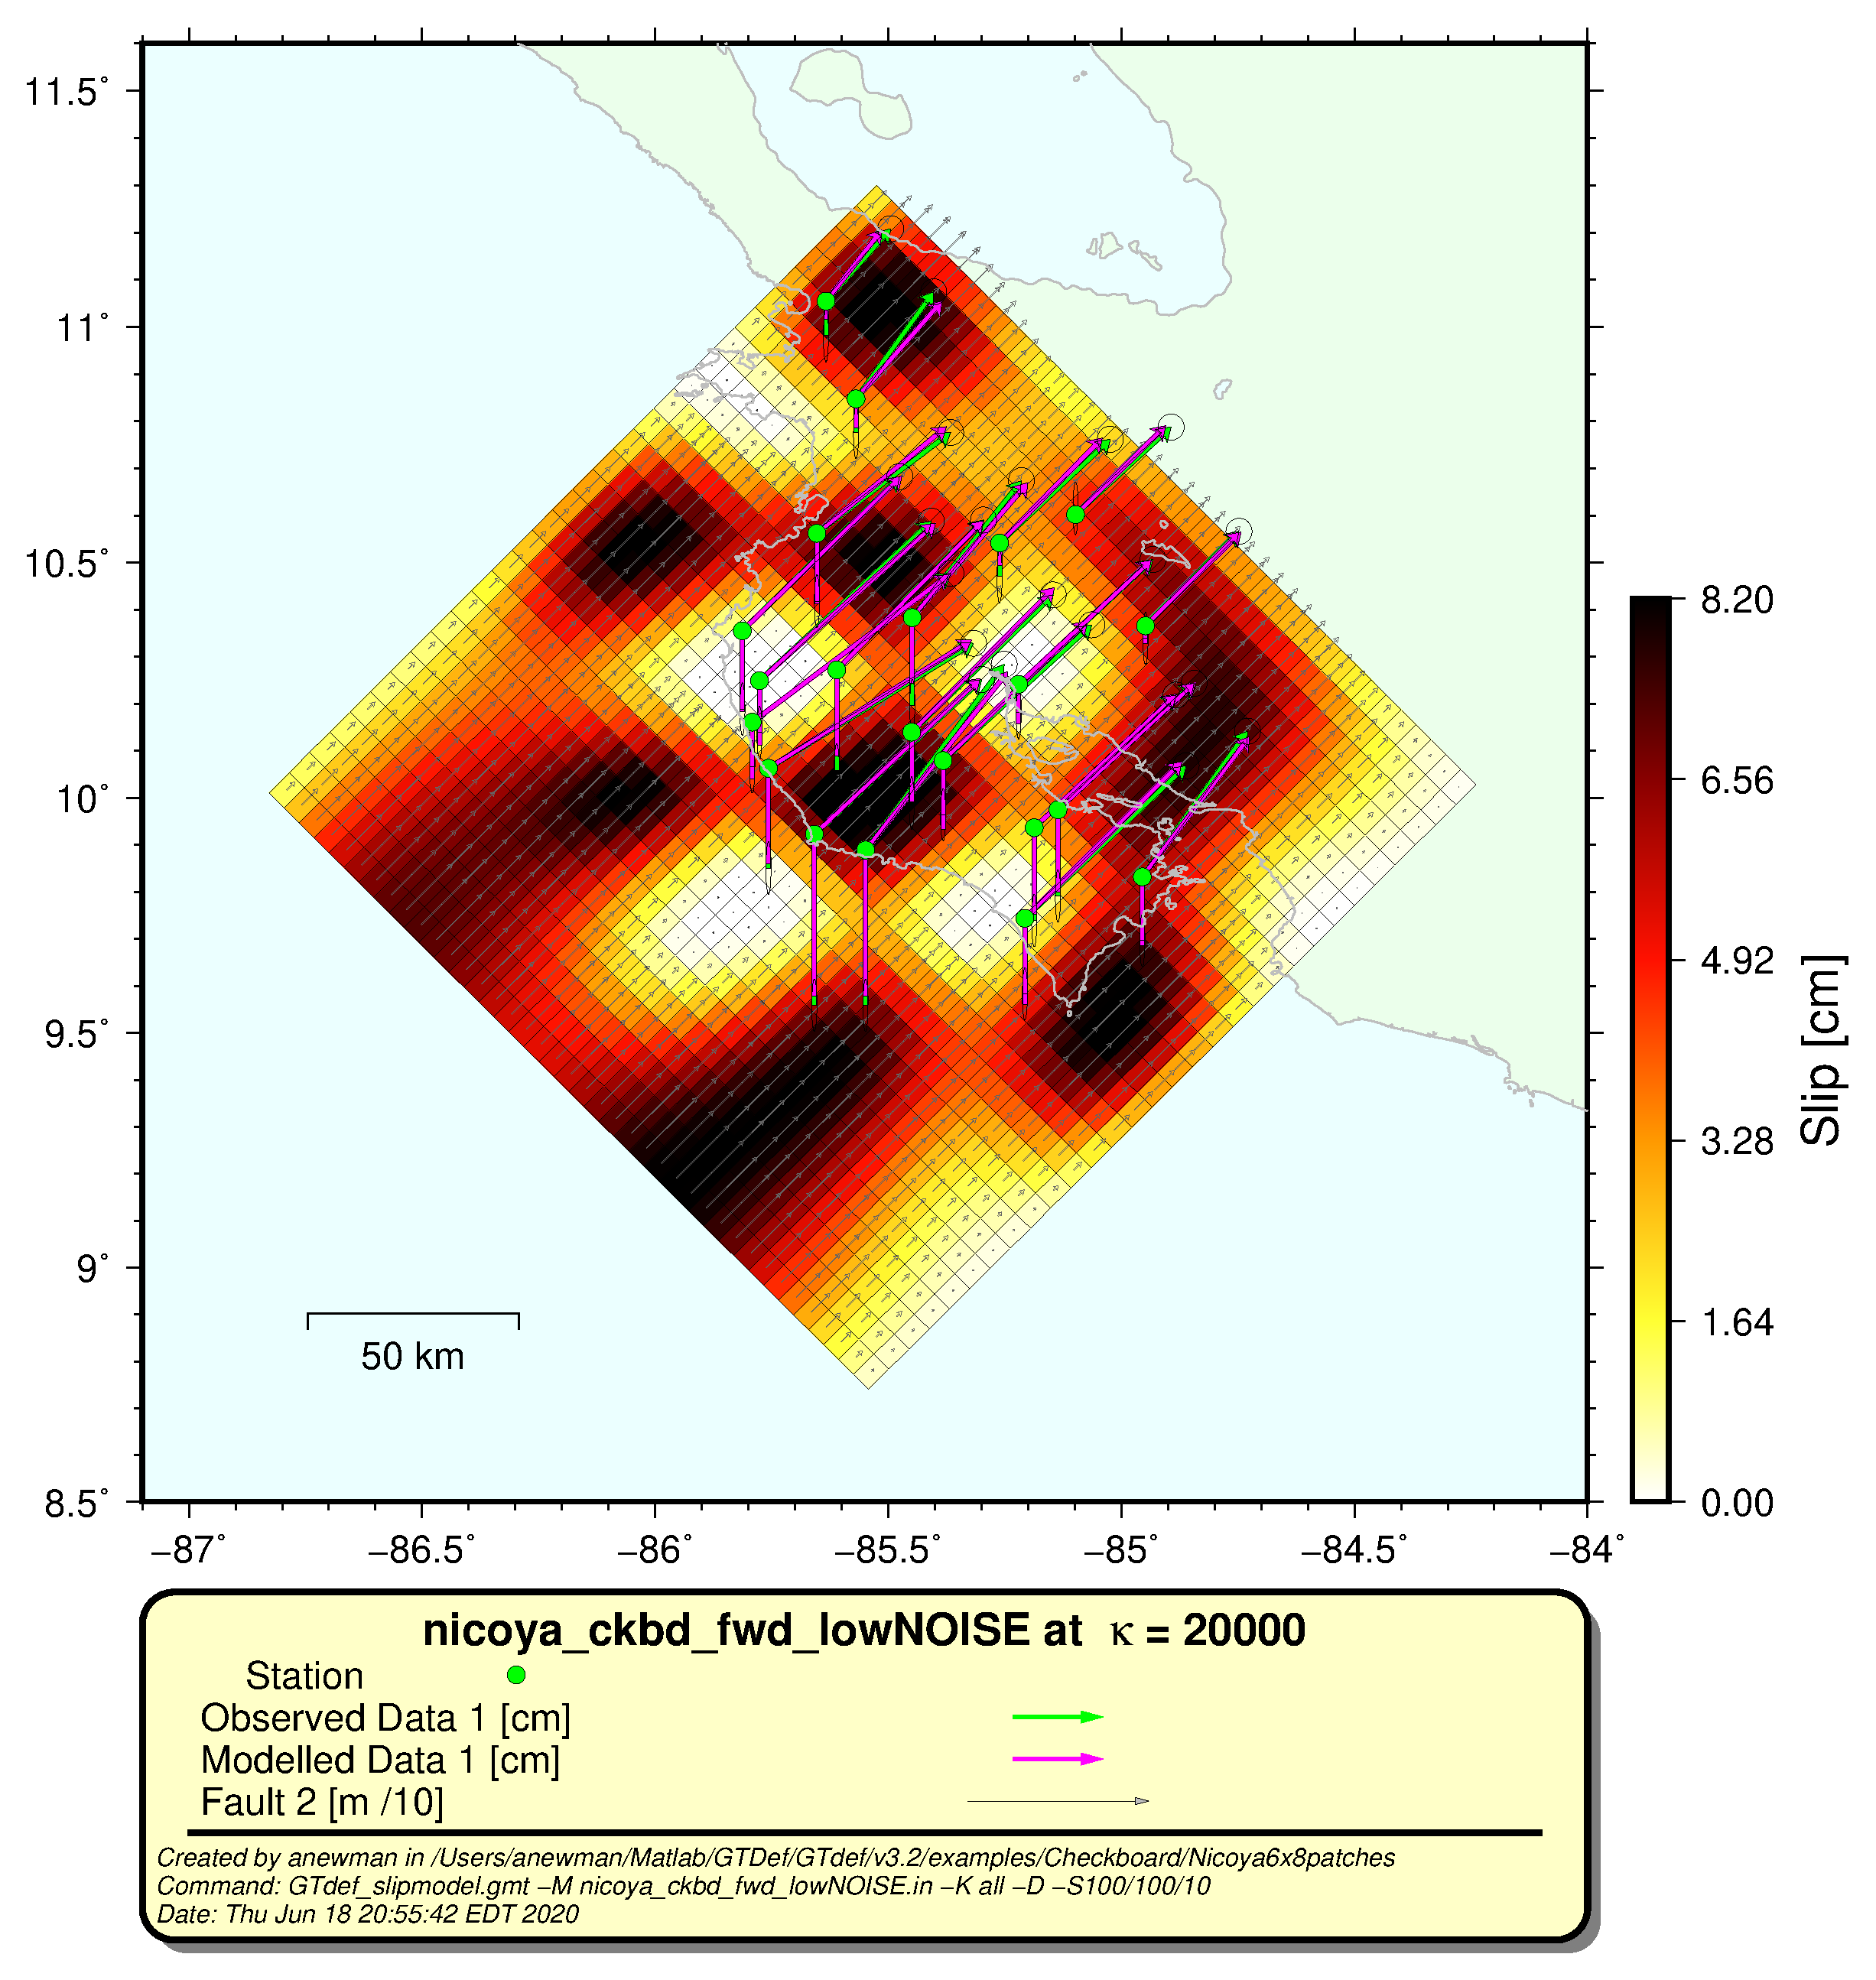 11.5°
11°
10.5°
10°
9.5°
9°
8.5°
−87°
−86.5°
−86°
−85.5°
−85°
−84.5°
−84°
50 km
8.20
6.56
4.92
3.28
1.64
0.00
Slip [cm]
nicoya_ckbd_fwd_lowNOISE at κ = 20000
Station
Observed Data 1 [cm]
Modelled Data 1 [cm]
Fault 2 [m /10]
Created by anewman in /Users/anewman/Matlab/GTDef/GTdef/v3.2/examples/Checkboard/Nicoya6x8patches
Command: GTdef_slipmodel.gmt −M nicoya_ckbd_fwd_lowNOISE.in −K all −D −S100/100/10
Date: Thu Jun 18 20:55:42 EDT 2020